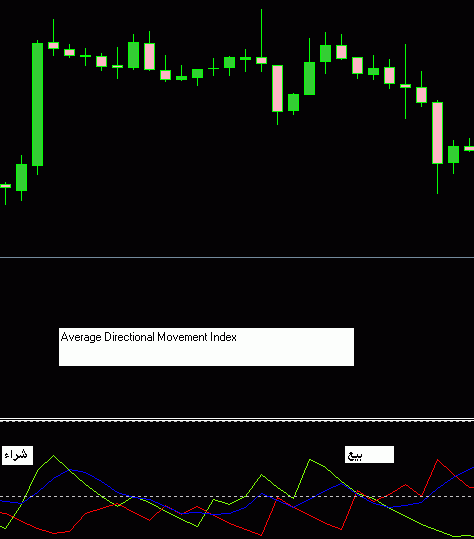 Average Directional Movement Index
شراء
بيع